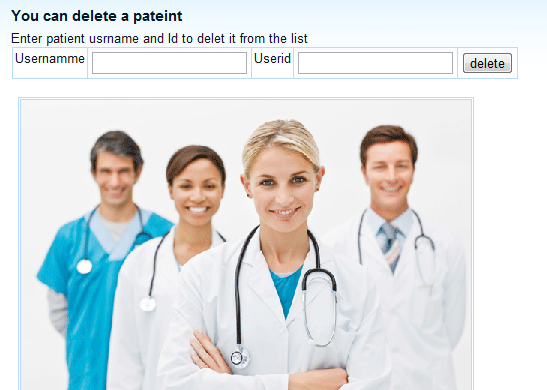 You can delete a pateint
Enter patient usrname and Id to delet it from the list
Usernamme Userid delete